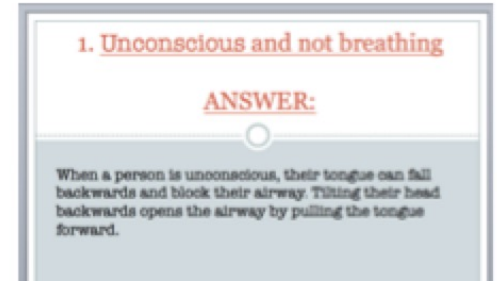 1. Unconscious and not breathing
ANSWER:
When a person is unconscious, their tongue can fall
backwards and block their airway. Tilting their head
backwards opens the airway by pulling the tongue
forward.